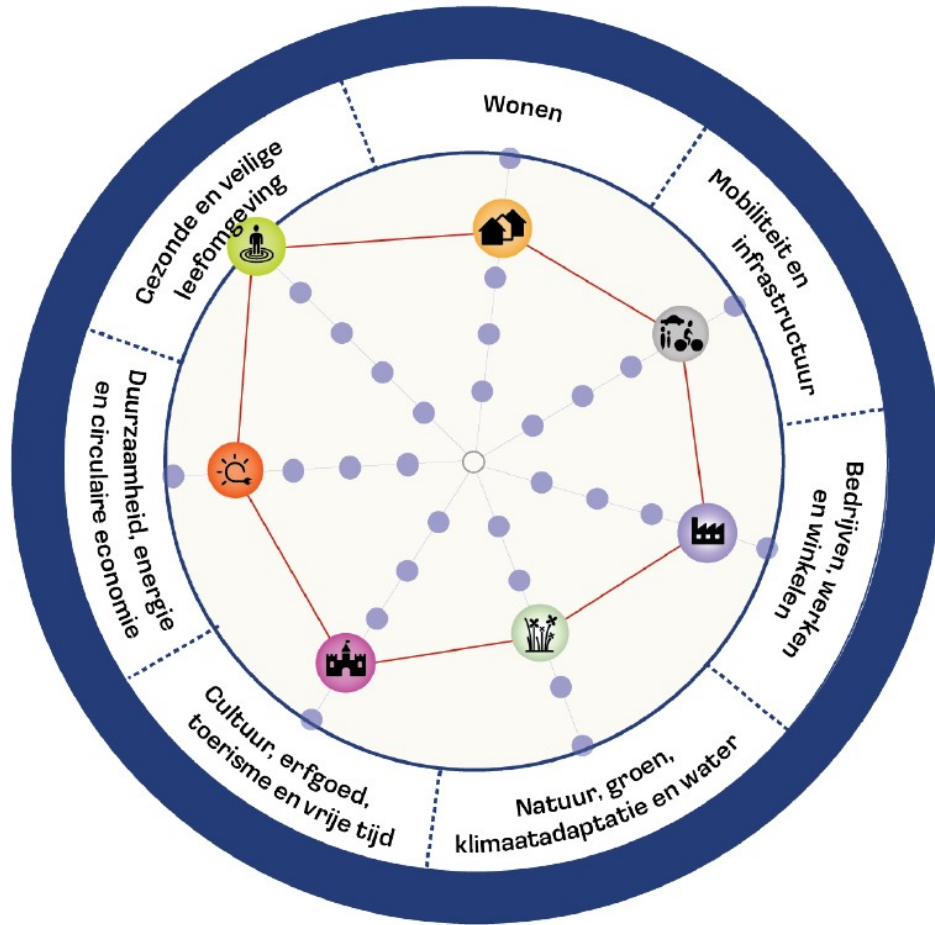 Wonen
Mobiliteit en
infrastructuur
Bedrijven, werken
en winkelen
Natuur, groen,
klimaatadaptatie en water
Cultuur, erfgoed,
toerisme en vrije tijd
Duurzaamheid, energie
en circulaire economie
Gezonde en veilige
leefomgeving